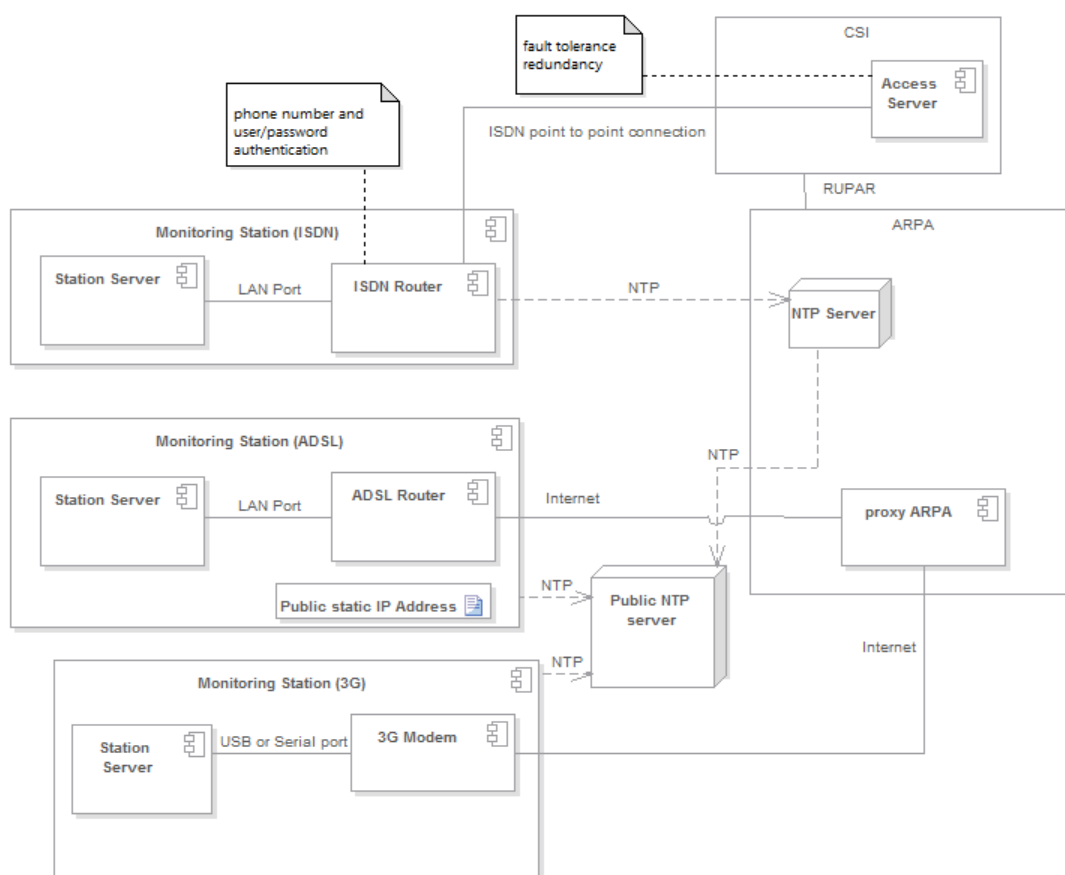 CSI
fault tolerance
redundancy
Access
Server
phone number and
user/password
authentication
ISDN point to point connection
RUPAR
Monitoring Station (ISDN)
ARPA
Station Server
LAN Port
ISDN Router
NTP
NTP Server
Monitoring Station (ADSL)
NTP
Station Server
LAN Port
ADSL Router
Internet
proxy ARPA
Public static IP Address
NTP
Public NTP
server
Internet
NTP
Monitoring Station (3G)
Station
Server
USB or Serial port
3G Modem